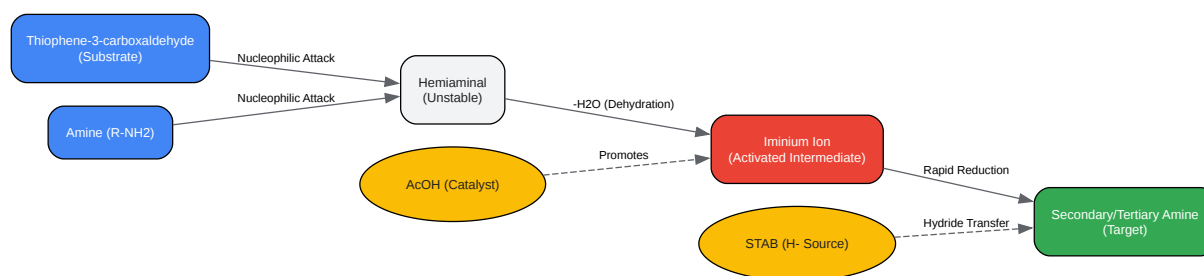 Thiophene-3-carboxaldehyde
(Substrate)
Nucleophilic Attack
Amine (R-NH2)
Nucleophilic Attack
Hemiaminal
(Unstable)
-H2O (Dehydration)
AcOH (Catalyst)
Promotes
Iminium Ion
(Activated Intermediate)
Rapid Reduction
STAB (H- Source)
Hydride Transfer
Secondary/Tertiary Amine
(Target)